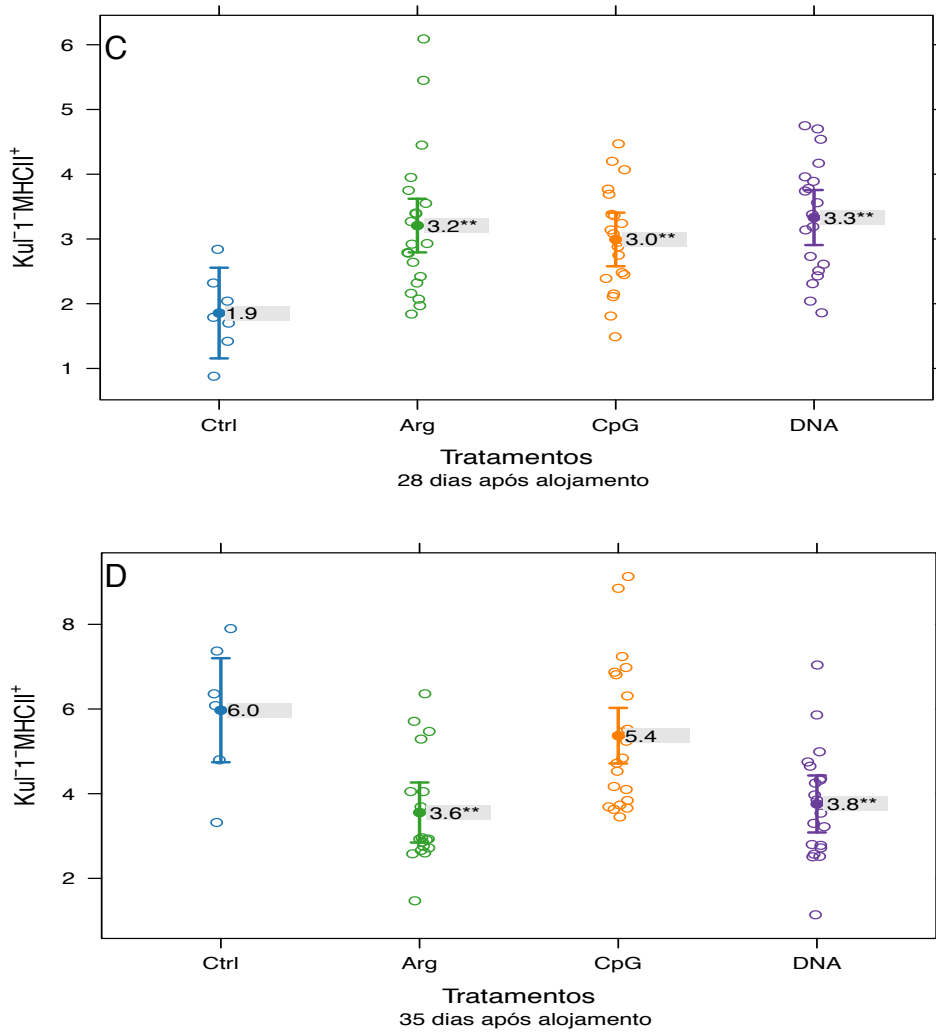 C
6
5
4
3
2
1
Kul⁻1⁻MHCII⁺
1.9
3.2**
3.0**
3.3**
Ctrl Arg CpG DNA
Tratamentos
28 dias após alojamento
D
8
6
4
2
Kul⁻1⁻MHCII⁺
6.0
3.6**
5.4
3.8**
Ctrl Arg CpG DNA
Tratamentos
35 dias após alojamento